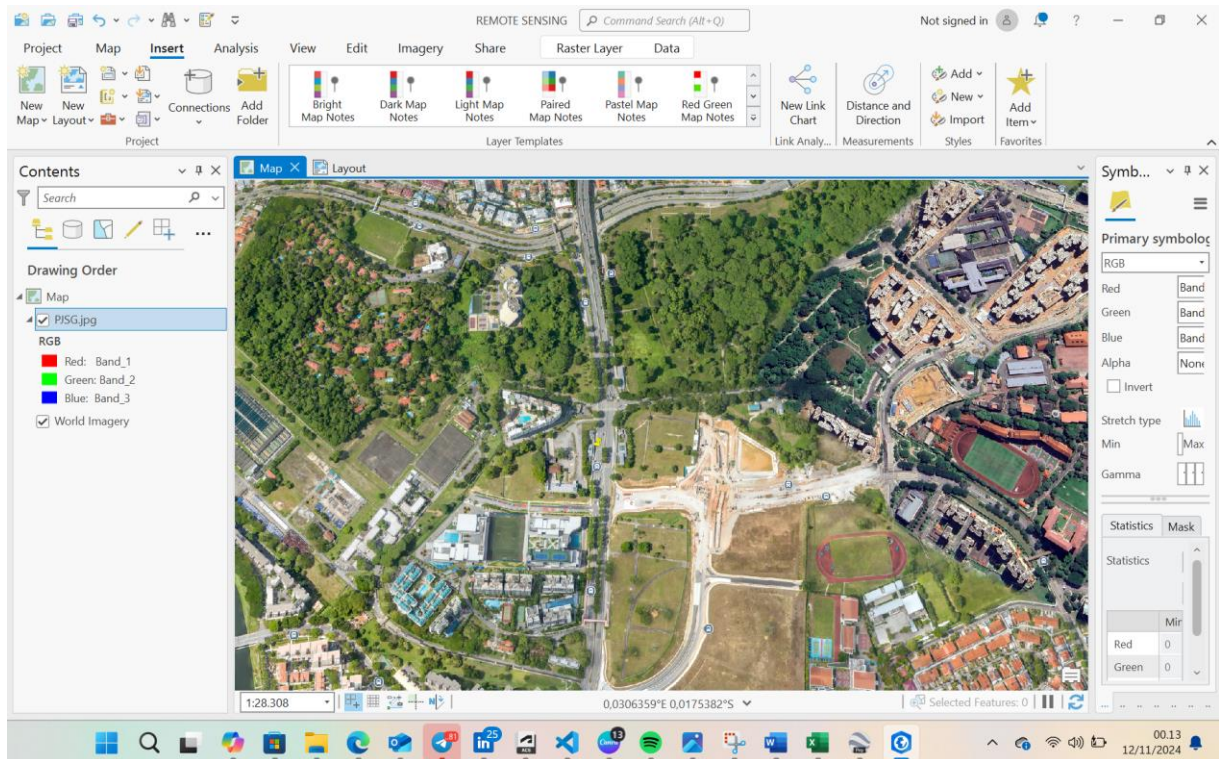 REMOTE SENSING
Command Search (Alt+Q)
Not signed in
?
Project Map Insert Analysis View Edit Imagery Share Raster Layer Data
New Map
New Layout
Connections
Add Folder
Bright Map Notes
Dark Map Notes
Light Map Notes
Paired Map Notes
Pastel Map Notes
Red Green Map Notes
New Link Chart
Distance and Direction
Add
New
Import
Add Item
Project
Layer Templates
Link Analy...
Measurements
Styles
Favorites
Contents
Search
Drawing Order
Map
PJSG.jpg
RGB
Red: Band_1
Green: Band_2
Blue: Band_3
World Imagery
Map
Layout
1:28.308
0,0306359°E 0,0175382°S
Selected Features: 0
Symb...
Primary symbolog
RGB
Red Band
Green Band
Blue Band
Alpha None
Invert
Stretch type
Min Max
Gamma
Statistics Mask
Statistics
Mir
Red 0
Green 0
81
25
13
00.13
12/11/2024